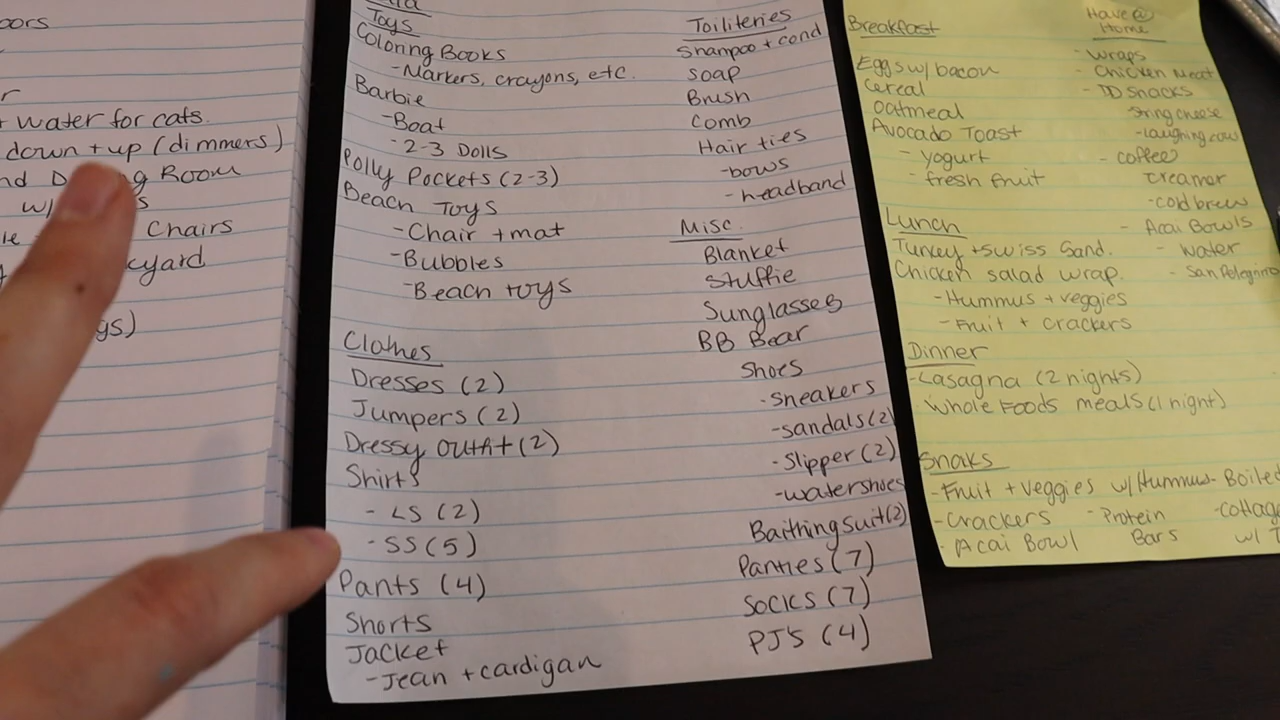 oors
r
water for cats.
down + up (dimmers)
Room
w/
Chairs
yard
gs)
Toys
Coloring Books
-Markers, crayons, etc.
Barbie
-Boat
-2-3 Dolls
Polly Pockets (2-3)
Beach Toys
-Chair + mat
-Bubbles
-Beach toys
Clothes
Dresses (2)
Jumpers (2)
Dressy outfit (2)
Shirts
- LS (2)
- SS (5)
Pants (4)
Shorts
Jacket
-Jean + cardigan
Toiliteries
Shampoo + cond
soap
Brush
Comb
Hair ties
-bows
- headband
Misc.
Blanket
Stuffie
Sunglasses
BB Bear
Shoes
-sneakers
-sandals (2)
-Slipper (2)
-watershoes
Baithingsuit (2)
Panties (7)
Socks (7)
PJ's (4)
Breakfast
Eggs w/ bacon
Cereal
oatmeal
Avocado Toast
- yogurt
- fresh fruit
Lunch
Turkey + swiss Sand.
Chicken salad wrap.
-Hummus + veggies
-Fruit + crackers
Dinner
-Lasagna (2 nights)
Whole Foods meals (1 night)
Snaks
-Fruit + veggies w/Hummus
-Crackers
- Acai Bowl
- Protein
Bars
- Boiled
-cottag
w/ T
Have @
Home
- wraps
- Chicken Meat
- DD snacks
String cheese
-laughing cow
- coffee
creamer
-cold brew
- Acai Bowls
- water
- San Pelegrino